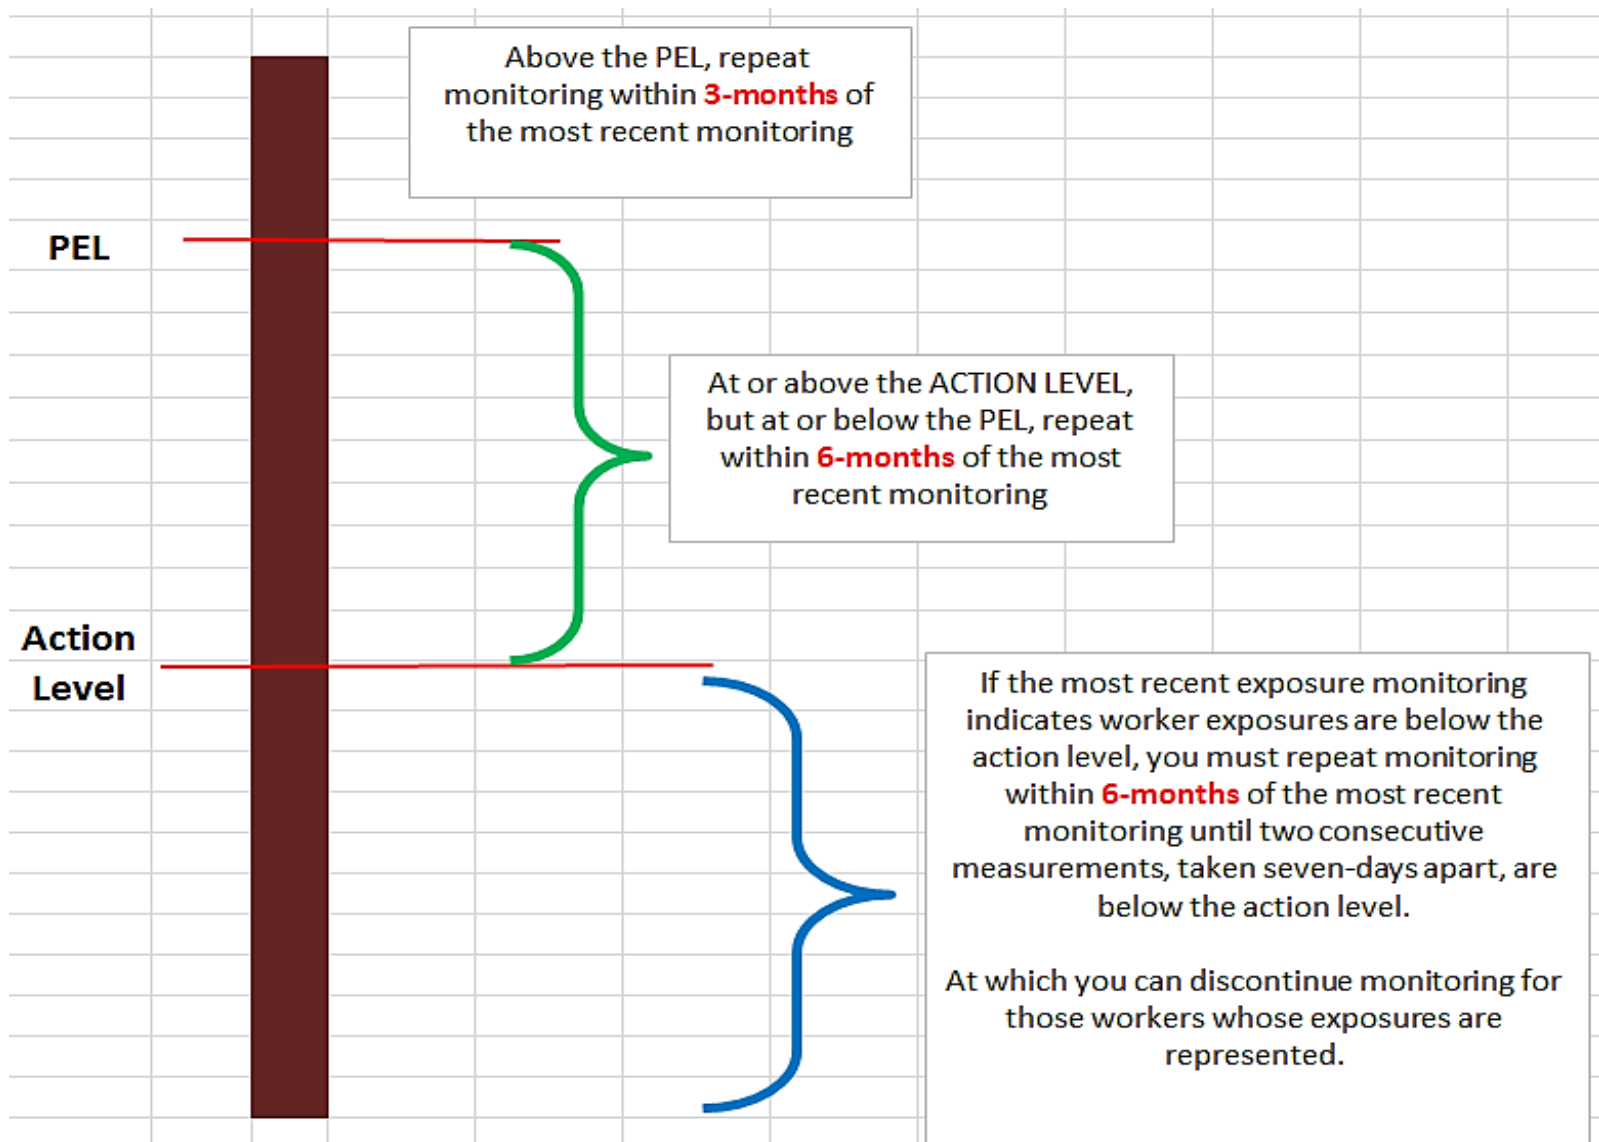 Above the PEL, repeat
monitoring within 3-months of
the most recent monitoring
PEL
At or above the ACTION LEVEL,
but at or below the PEL, repeat
within 6-months of the most
recent monitoring
Action
Level
If the most recent exposure monitoring
indicates worker exposures are below the
action level, you must repeat monitoring
within 6-months of the most recent
monitoring until two consecutive
measurements, taken seven-days apart, are
below the action level.
At which you can discontinue monitoring for
those workers whose exposures are
represented.